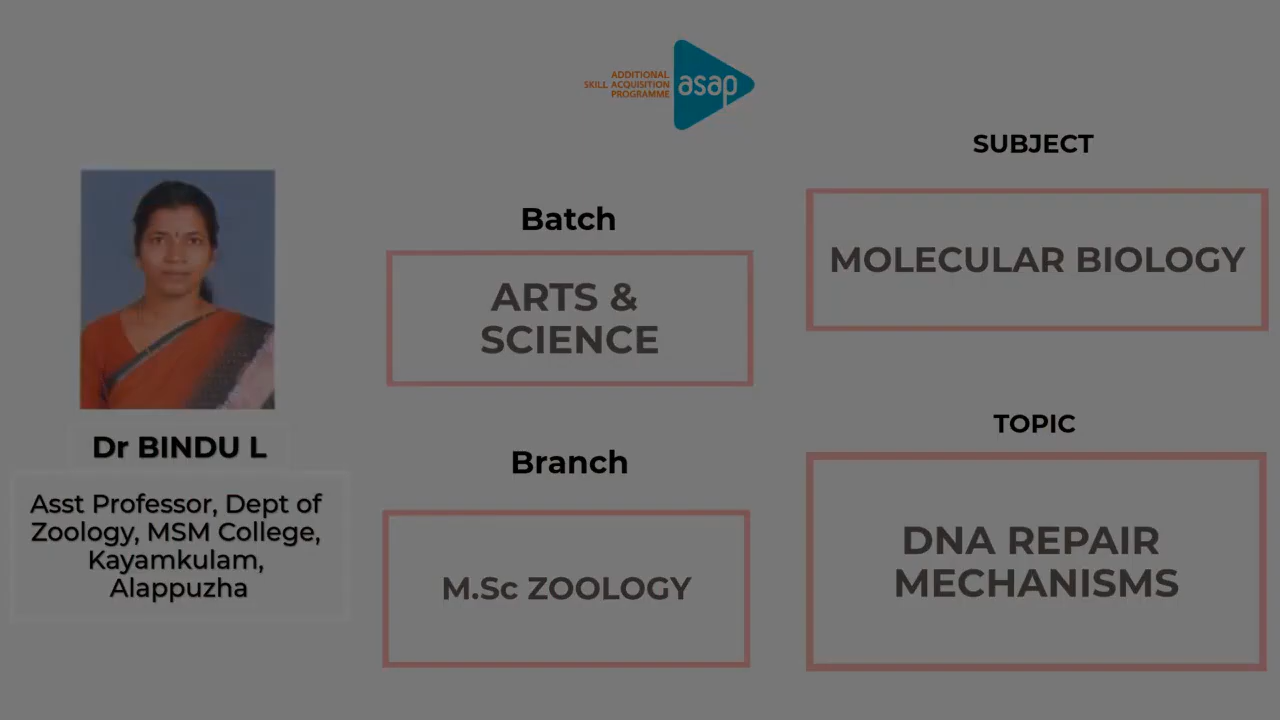 ADDITIONAL
SKILL ACQUISITION
PROGRAMME
asap
Dr BINDU L
Asst Professor, Dept of
Zoology, MSM College,
Kayamkulam,
Alappuzha
Batch
ARTS &
SCIENCE
Branch
M.Sc ZOOLOGY
SUBJECT
MOLECULAR BIOLOGY
TOPIC
DNA REPAIR
MECHANISMS